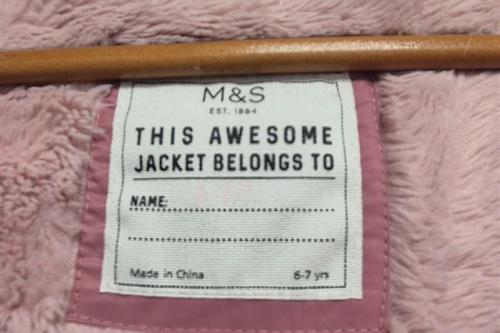 M&S
EST. 1884
THIS AWESOME
JACKET BELONGS TO
NAME:
Made in China 6-7 yrs